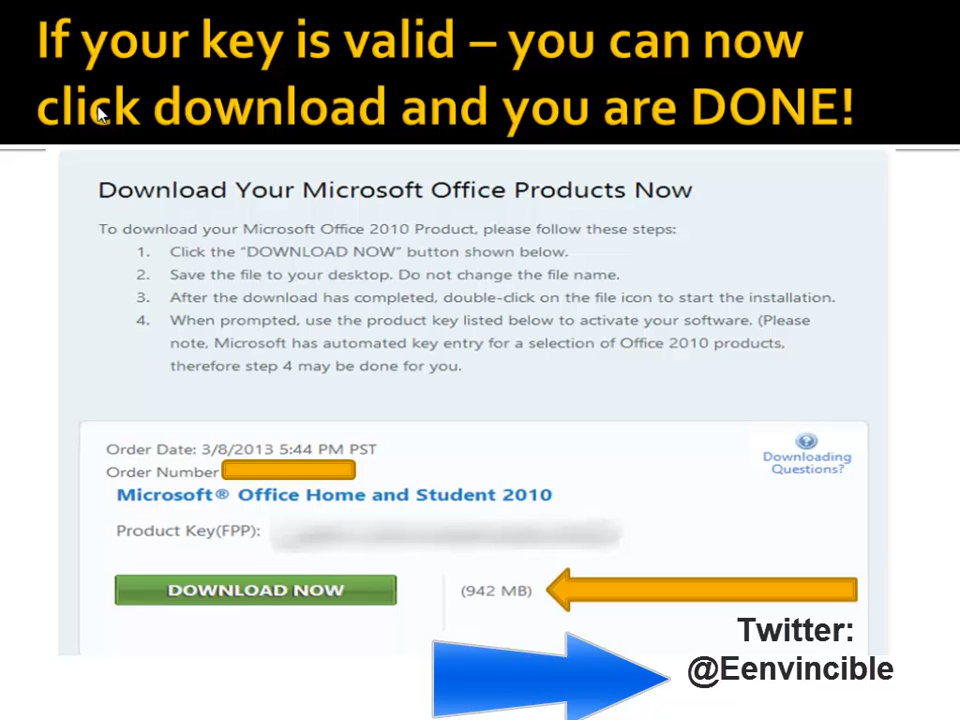 If your key is valid – you can now
click download and you are DONE!
Download Your Microsoft Office Products Now
To download your Microsoft Office 2010 Product, please follow these steps:
1. Click the "DOWNLOAD NOW" button shown below.
2. Save the file to your desktop. Do not change the file name.
3. After the download has completed, double-click on the file icon to start the installation.
4. When prompted, use the product key listed below to activate your software. (Please
note, Microsoft has automated key entry for a selection of Office 2010 products,
therefore step 4 may be done for you.
Order Date: 3/8/2013 5:44 PM PST
Order Number
Microsoft® Office Home and Student 2010
Product Key(FPP):
Downloading
Questions?
DOWNLOAD NOW
(942 MB)
Twitter:
@Eenvincible